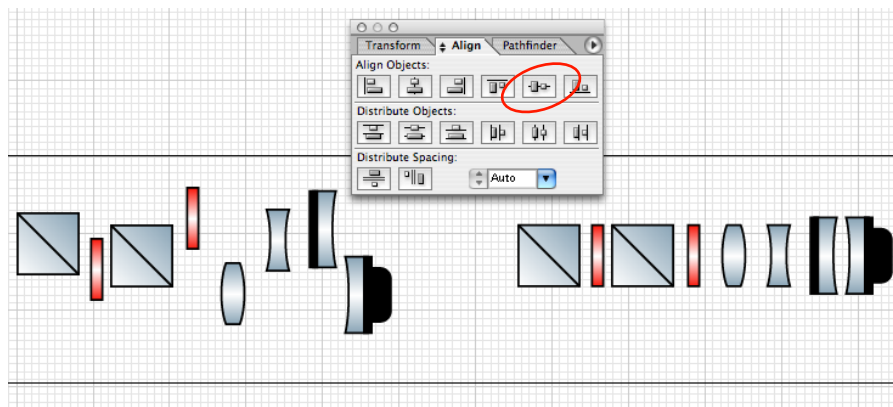 Transform Align Pathfinder
Align Objects:
Distribute Objects:
Distribute Spacing:
Auto